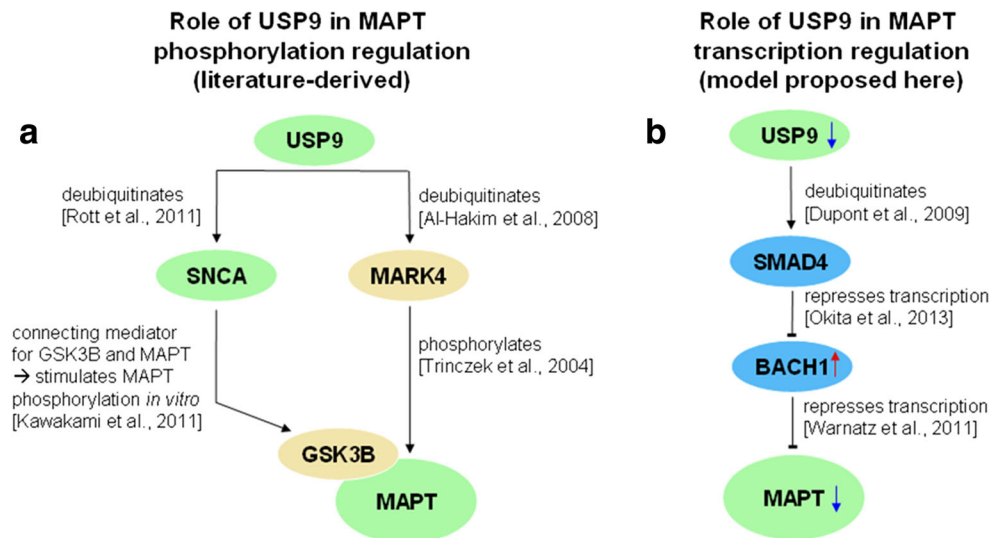 Role of USP9 in MAPT
phosphorylation regulation
(literature-derived)
a
USP9
deubiquitinates
[Rott et al., 2011]
deubiquitinates
[Al-Hakim et al., 2008]
SNCA
MARK4
connecting mediator
for GSK3B and MAPT
→ stimulates MAPT
phosphorylation in vitro
[Kawakami et al., 2011]
phosphorylates
[Trinczek et al., 2004]
GSK3B
MAPT
Role of USP9 in MAPT
transcription regulation
(model proposed here)
b
USP9
deubiquitinates
[Dupont et al., 2009]
SMAD4
represses transcription
[Okita et al., 2013]
BACH1
represses transcription
[Warnatz et al., 2011]
MAPT